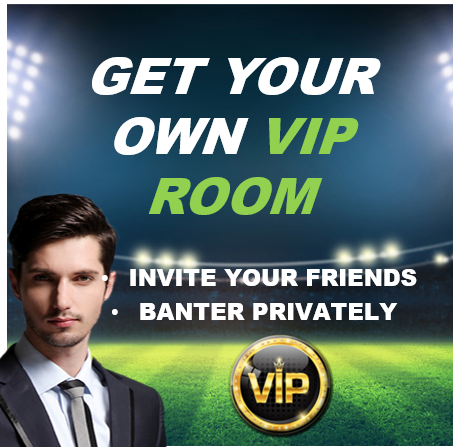 GET YOUR
OWN VIP
ROOM
• INVITE YOUR FRIENDS
• BANTER PRIVATELY
VIP